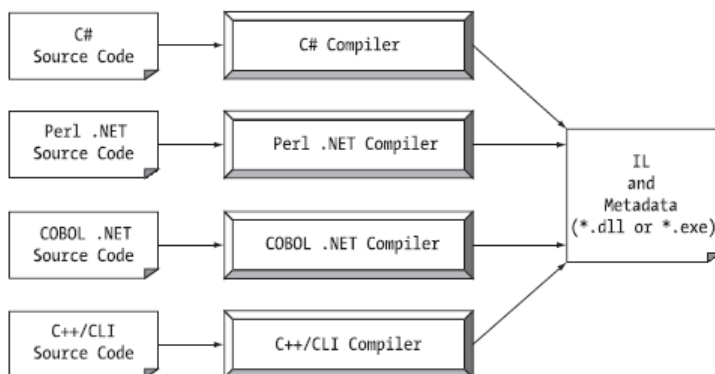 C#
Source Code
C# Compiler
Perl .NET
Source Code
Perl .NET Compiler
IL
and
Metadata
(*.dll or *.exe)
COBOL .NET
Source Code
COBOL .NET Compiler
C++/CLI
Source Code
C++/CLI Compiler